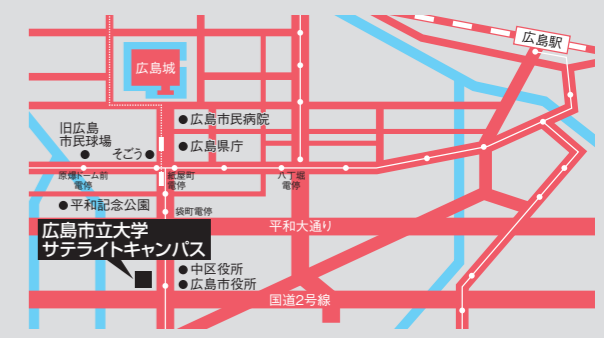 広島駅
広島城
広島市民病院
旧広島
市民球場
そごう
広島県庁
原爆ドーム前
電停
紙屋町
電停
八丁堀
電停
平和記念公園
袋町電停
平和大通り
広島市立大学
サテライトキャンパス
中区役所
広島市役所
国道2号線